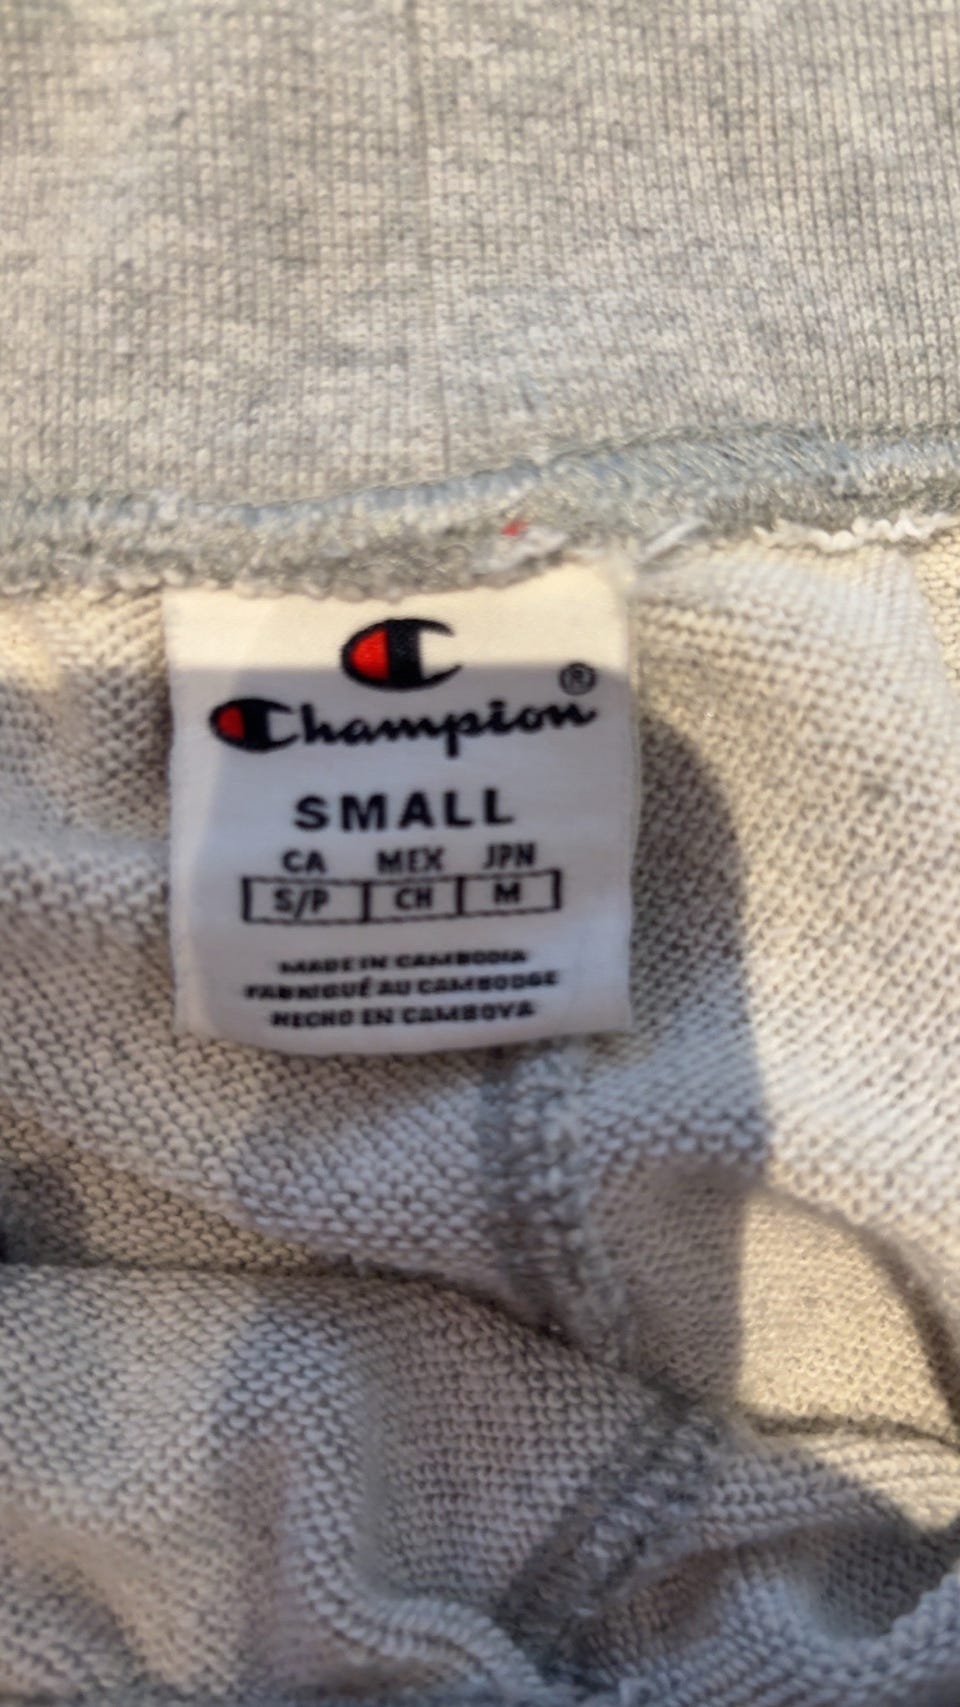 Champion®
SMALL
CA MEX JPN
S/P CH M
MADE IN CAMBODIA
FABRIQUÉ AU CAMBODGE
HECHO EN CAMBOYA